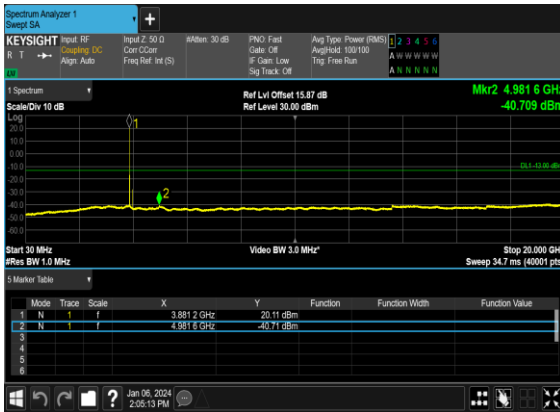 Spectrum Analyzer 1
Swept SA
KEYSIGHT
R T
Input: RF
Coupling: DC
Align: Auto
Input Z: 50 Ω
Corr CCorr
Freq Ref: Int (S)
#Atten: 30 dB
PNO: Fast
Gate: Off
IF Gain: Low
Sig Track: Off
Avg Type: Power (RMS)
Avg|Hold: 100/100
Trig: Free Run
1 2 3 4 5 6
A W W W W W
A N N N N N
1 Spectrum
Scale/Div 10 dB
Ref Lvl Offset 15.87 dB
Ref Level 30.00 dBm
Mkr2 4.981 6 GHz
-40.709 dBm
Log
20.0
10.0
0.00
-10.0
-20.0
-30.0
-40.0
-50.0
-60.0
1
2
DL1 -13.00 dBm
Start 30 MHz
#Res BW 1.0 MHz
Video BW 3.0 MHz*
Stop 20.000 GHz
Sweep 34.7 ms (40001 pts)
5 Marker Table
Mode Trace Scale X Y Function Function Width Function Value
1 N 1 f 3.881 2 GHz 20.11 dBm
2 N 1 f 4.981 6 GHz -40.71 dBm
3
4
5
6
?
Jan 06, 2024
2:05:13 PM